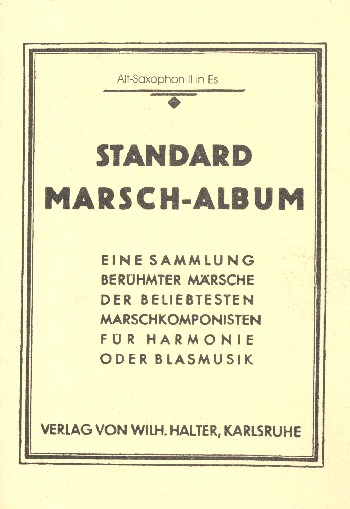 Alt-Saxophon II in Es
STANDARD
MARSCH-ALBUM
EINE SAMMLUNG
BERÜHMTER MÄRSCHE
DER BELIEBTESTEN
MARSCHKOMPONISTEN
FÜR HARMONIE
ODER BLASMUSIK
VERLAG VON WILH. HALTER, KARLSRUHE